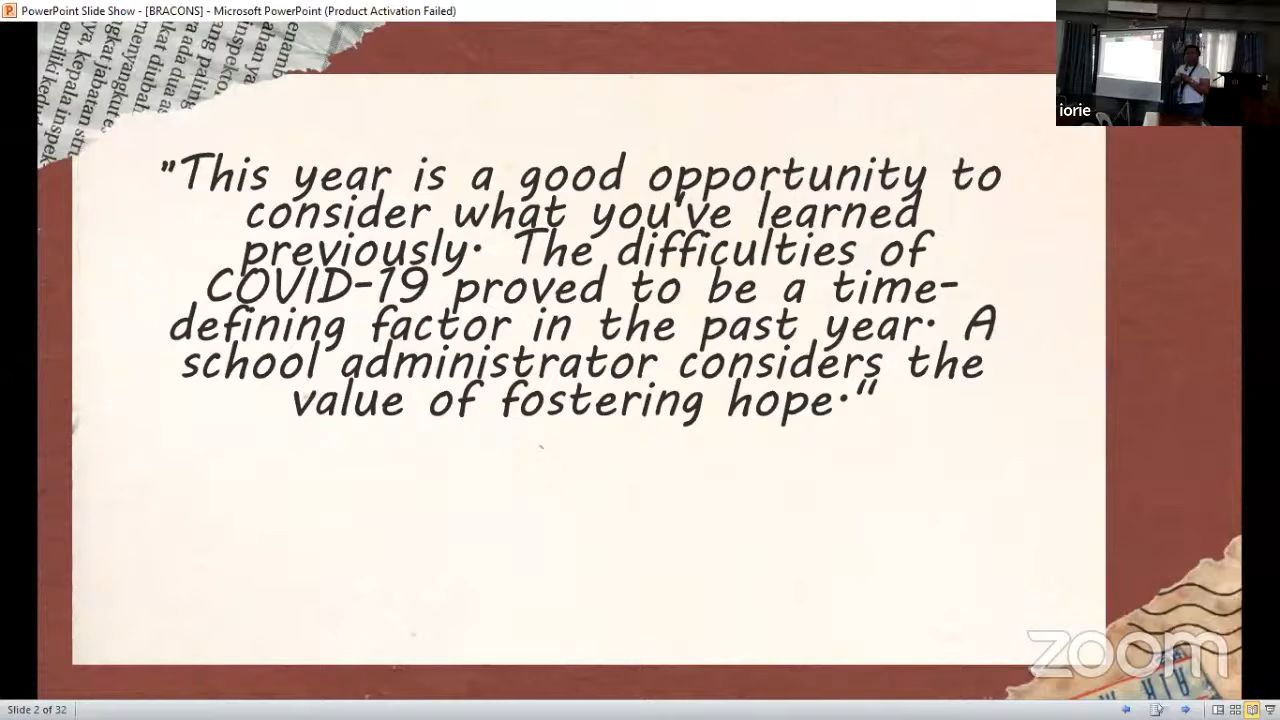 PowerPoint Slide Show - [BRACONS] - Microsoft PowerPoint (Product Activation Failed)
iorie
"This year is a good opportunity to
consider what you've learned
previously. The difficulties of
COVID-19 proved to be a time-
defining factor in the past year. A
school administrator considers the
value of fostering hope."
zoom
Slide 2 of 32